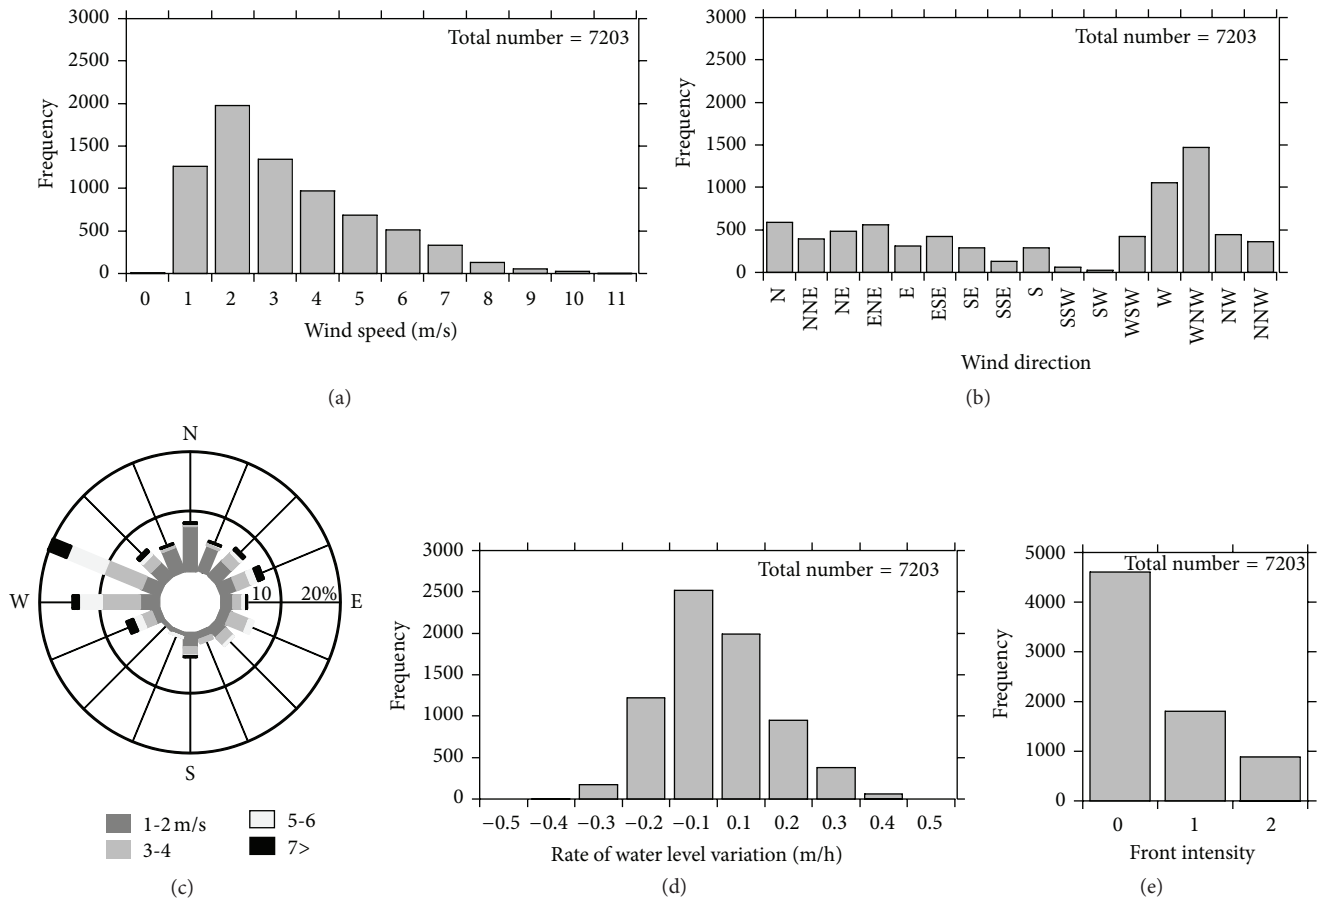 3000
2500
2000
1500
1000
500
0
Frequency
Total number = 7203
0 1 2 3 4 5 6 7 8 9 10 11
Wind speed (m/s)
(a)
3000
2500
2000
1500
1000
500
0
Frequency
Total number = 7203
N NNE NE ENE E ESE SE SSE S SSW SW WSW W WNW NW NNW
Wind direction
(b)
N
W 10 20% E
S
1-2 m/s
3-4
5-6
7>
(c)
3000
2500
2000
1500
1000
500
0
Frequency
Total number = 7203
−0.5 −0.4 −0.3 −0.2 −0.1 0.1 0.2 0.3 0.4 0.5
Rate of water level variation (m/h)
(d)
5000
4000
3000
2000
1000
0
Frequency
Total number = 7203
0 1 2
Front intensity
(e)